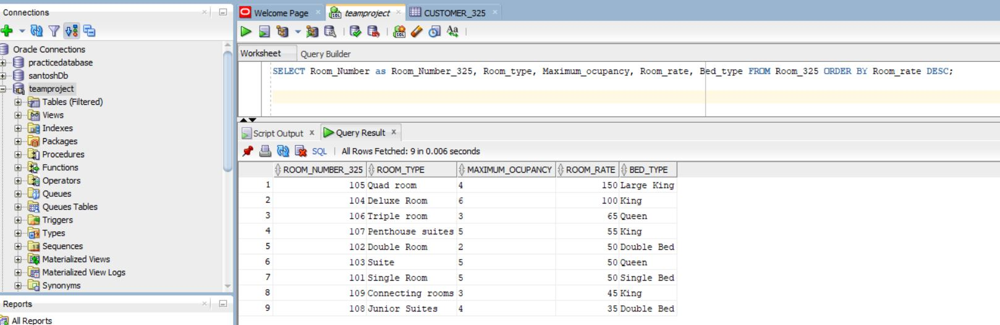 Connections
Welcome Page
teamproject
CUSTOMER_325
Oracle Connections
practicedatabase
santoshDb
teamproject
Tables (Filtered)
Views
Indexes
Packages
Procedures
Functions
Operators
Queues
Queues Tables
Triggers
Types
Sequences
Materialized Views
Materialized View Logs
Synonyms
Reports
All Reports
Worksheet Query Builder
SELECT Room_Number as Room_Number_325, Room_type, Maximum_ocupancy, Room_rate, Bed_type FROM Room_325 ORDER BY Room_rate DESC;
Script Output x Query Result x
SQL | All Rows Fetched: 9 in 0.006 seconds
ROOM_NUMBER_325 ROOM_TYPE MAXIMUM_OCUPANCY ROOM_RATE BED_TYPE
1 105 Quad room 4 150 Large King
2 104 Deluxe Room 6 100 King
3 106 Triple room 3 65 Queen
4 107 Penthouse suites 5 55 King
5 102 Double Room 2 50 Double Bed
6 103 Suite 5 50 Queen
7 101 Single Room 5 50 Single Bed
8 109 Connecting rooms 3 45 King
9 108 Junior Suites 4 35 Double Bed